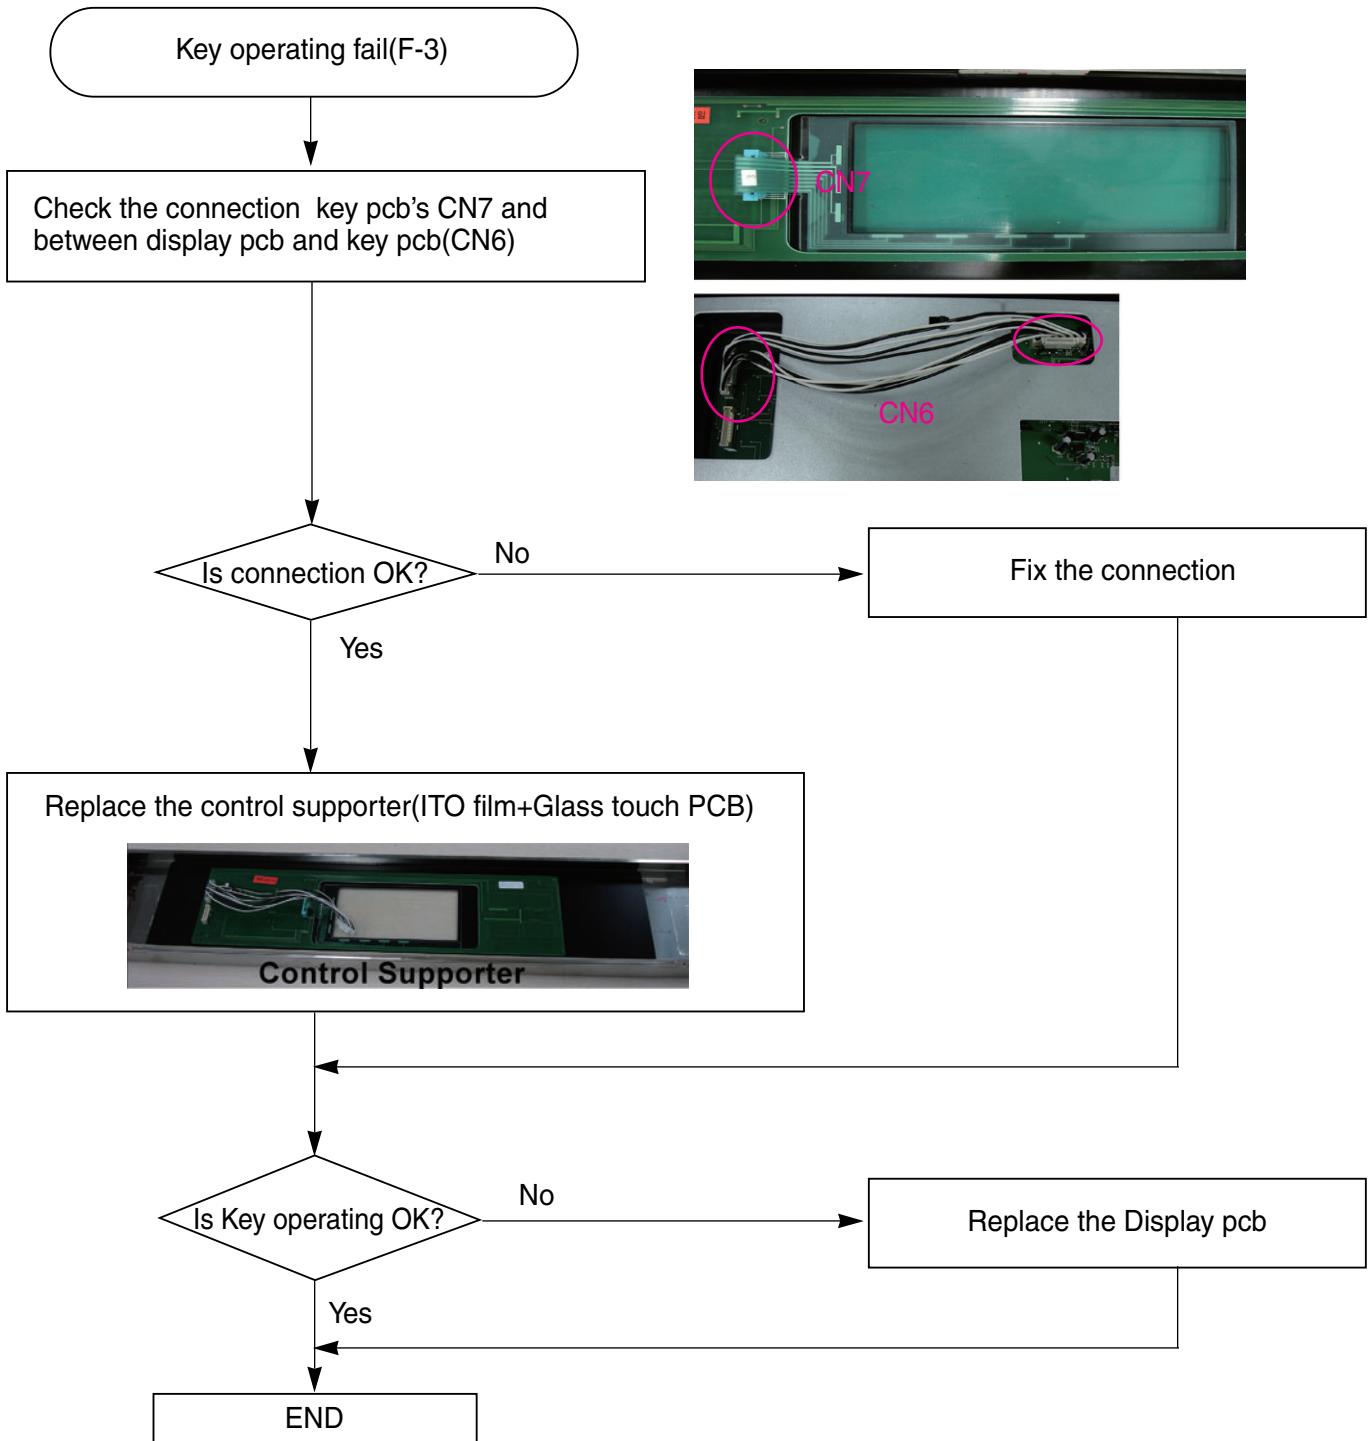 Key operating fail(F-3)
Check the connection  key pcb's CN7 and
between display pcb and key pcb(CN6)
CN7
CN6
Is connection OK?
No
Fix the connection
Yes
Replace the control supporter(ITO film+Glass touch PCB)
Control Supporter
Is Key operating OK?
No
Replace the Display pcb
Yes
END